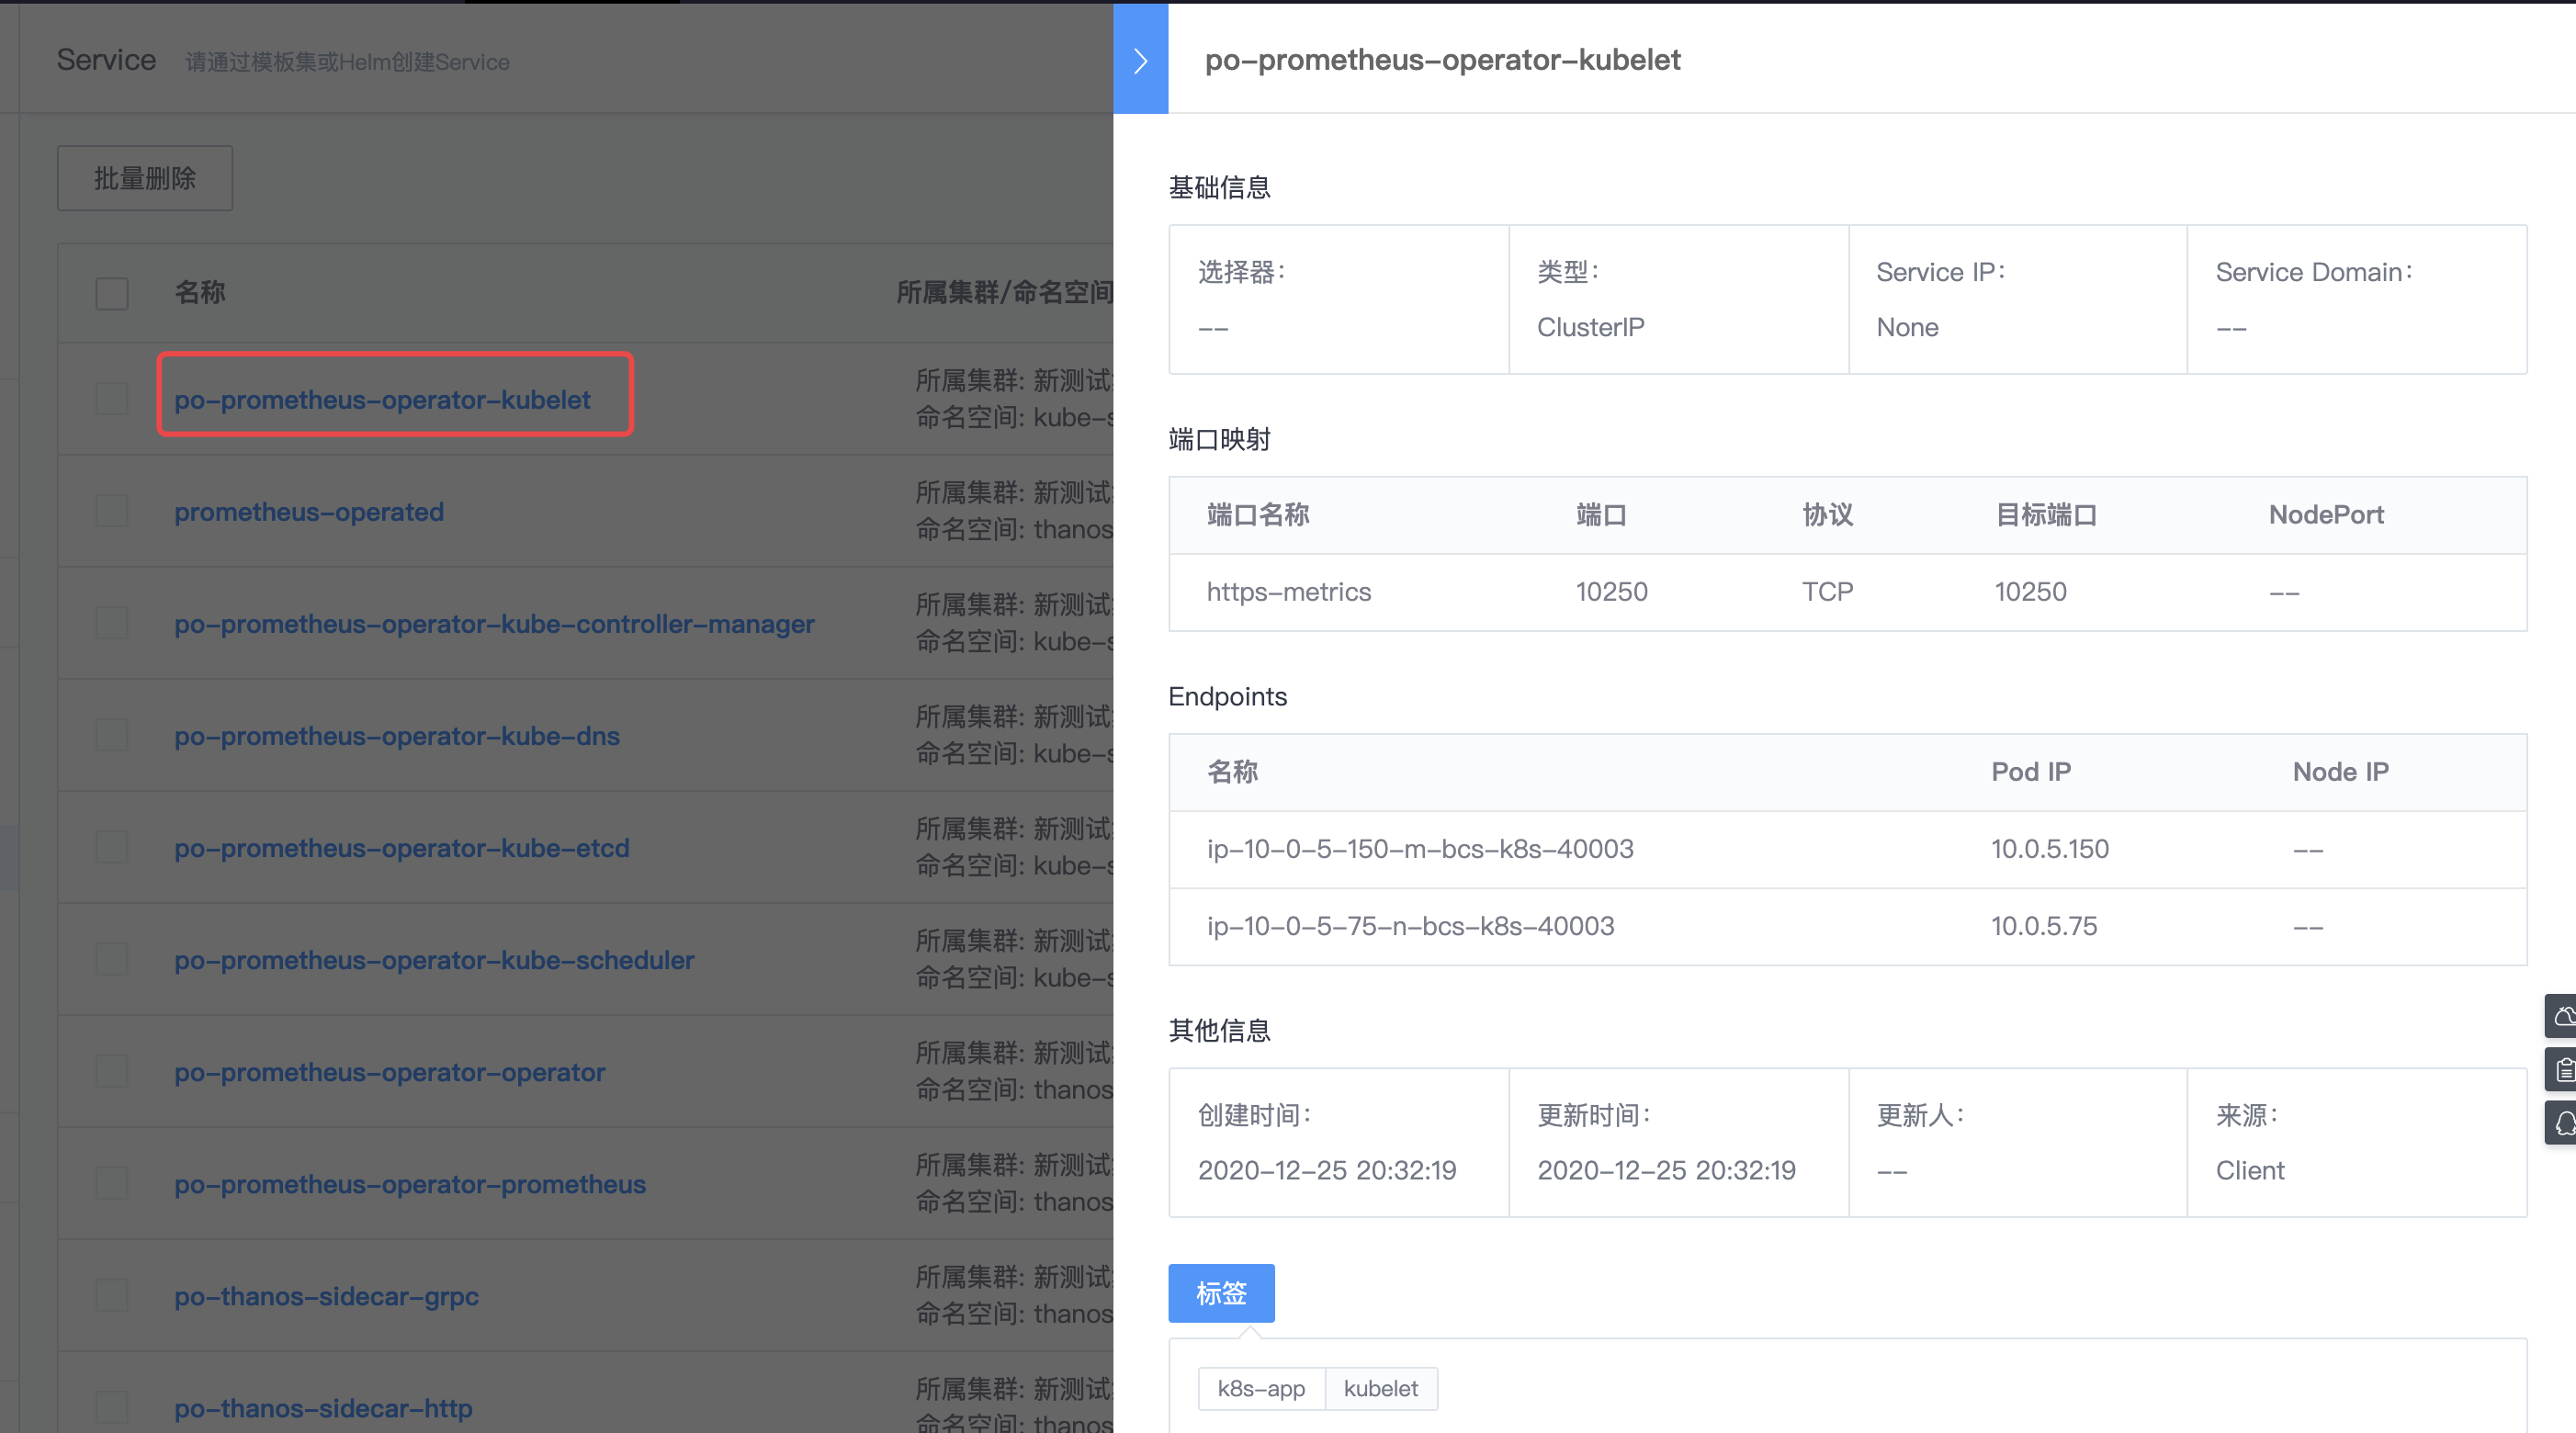 Service 请通过模板集或Helm创建Service
批量删除
名称 所属集群/命名空间
po-prometheus-operator-kubelet 所属集群: 新测试
命名空间: kube-s
prometheus-operated 所属集群: 新测试
命名空间: thanos
po-prometheus-operator-kube-controller-manager 所属集群: 新测试
命名空间: kube-s
po-prometheus-operator-kube-dns 所属集群: 新测试
命名空间: kube-s
po-prometheus-operator-kube-etcd 所属集群: 新测试
命名空间: kube-s
po-prometheus-operator-kube-scheduler 所属集群: 新测试
命名空间: kube-s
po-prometheus-operator-operator 所属集群: 新测试
命名空间: thanos
po-prometheus-operator-prometheus 所属集群: 新测试
命名空间: thanos
po-thanos-sidecar-grpc 所属集群: 新测试
命名空间: thanos
po-thanos-sidecar-http 所属集群: 新测试
命名空间: thanos
po-prometheus-operator-kubelet
基础信息
选择器: 类型: Service IP: Service Domain:
-- ClusterIP None --
端口映射
端口名称 端口 协议 目标端口 NodePort
https-metrics 10250 TCP 10250 --
Endpoints
名称 Pod IP Node IP
ip-10-0-5-150-m-bcs-k8s-40003 10.0.5.150 --
ip-10-0-5-75-n-bcs-k8s-40003 10.0.5.75 --
其他信息
创建时间: 更新时间: 更新人: 来源:
2020-12-25 20:32:19 2020-12-25 20:32:19 -- Client
标签
k8s-app kubelet